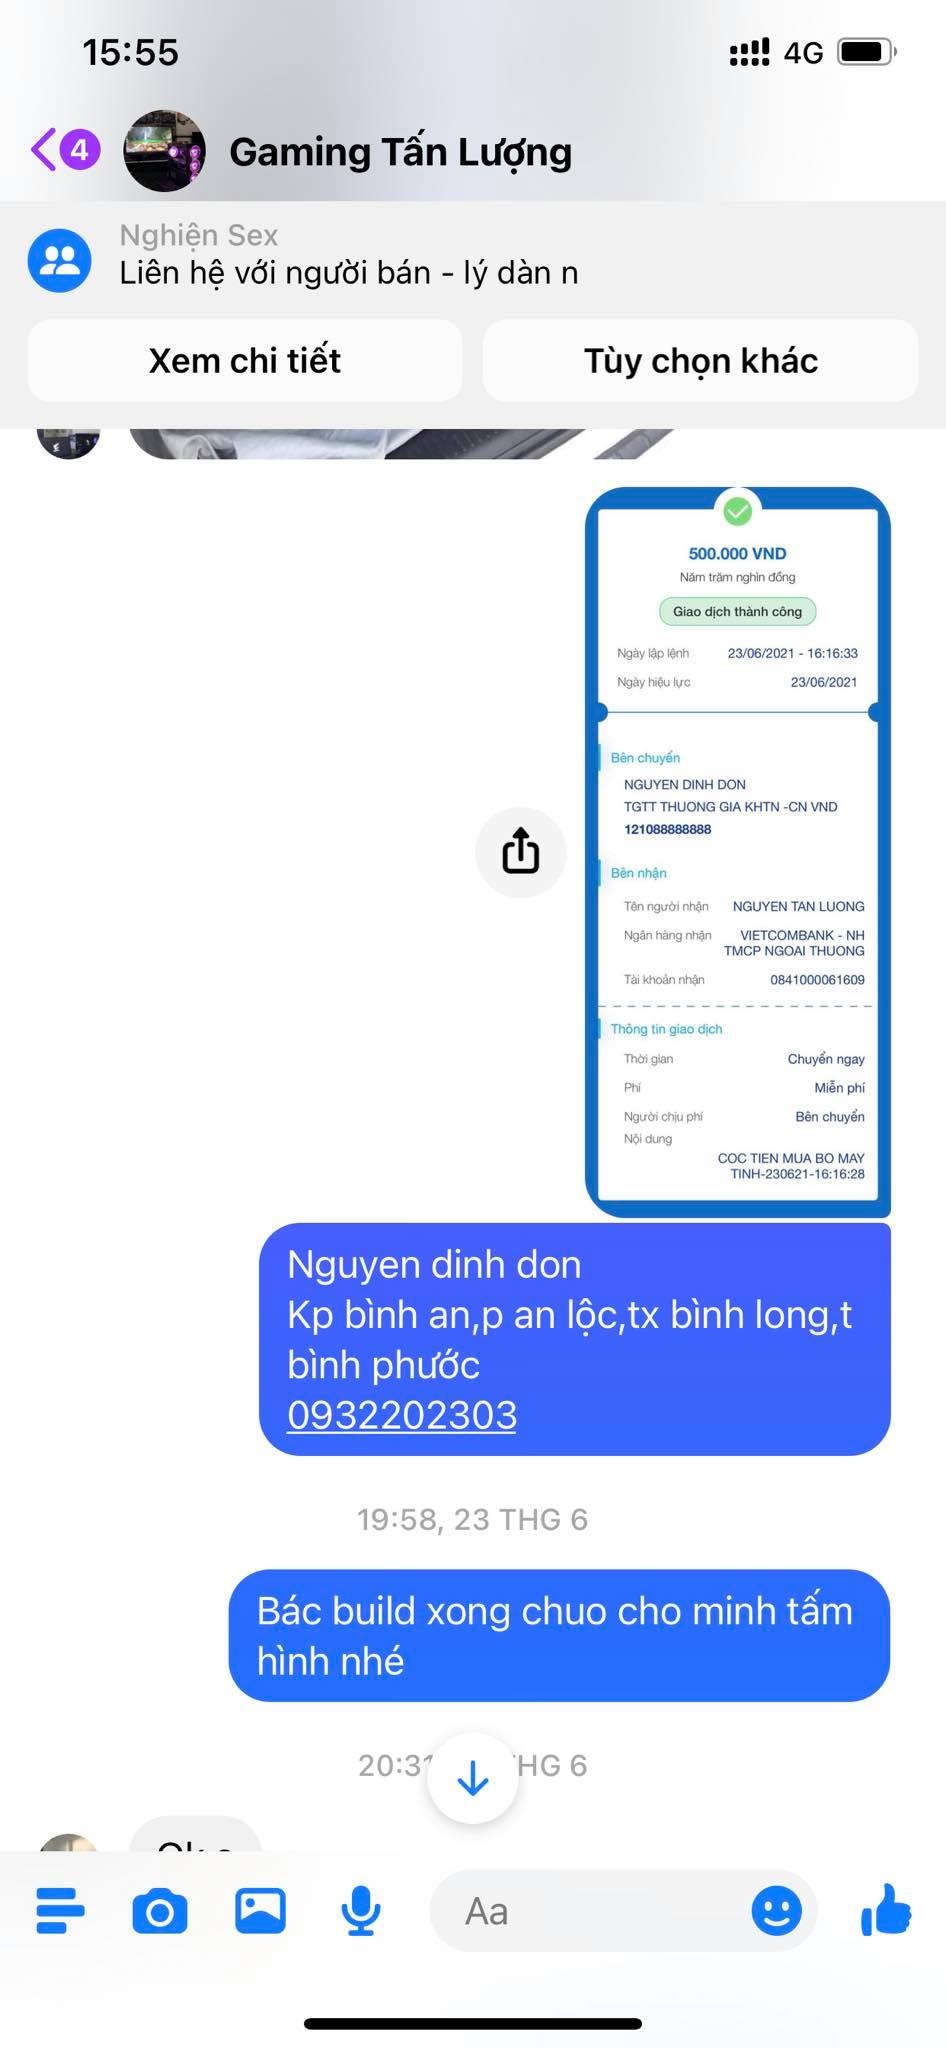 15:55
4G
4
Gaming Tấn Lượng
Nghiện Sex
Liên hệ với người bán - lý dàn n
Xem chi tiết
Tùy chọn khác
500.000 VND
Năm trăm nghìn đồng
Giao dịch thành công
Ngày lập lệnh 23/06/2021 - 16:16:33
Ngày hiệu lực 23/06/2021
Bên chuyển
NGUYEN DINH DON
TGTT THUONG GIA KHTN -CN VND
121088888888
Bên nhận
Tên người nhận NGUYEN TAN LUONG
Ngân hàng nhận VIETCOMBANK - NH
TMCP NGOAI THUONG
Tài khoản nhận 0841000061609
Thông tin giao dịch
Thời gian Chuyển ngay
Phí Miễn phí
Người chịu phí Bên chuyển
Nội dung
COC TIEN MUA BO MAY
TINH-230621-16:16:28
Nguyen dinh don
Kp bình an,p an lộc,tx bình long,t
bình phước
0932202303
19:58, 23 THG 6
Bác build xong chuo cho minh tấm
hình nhé
THG 6
Aa